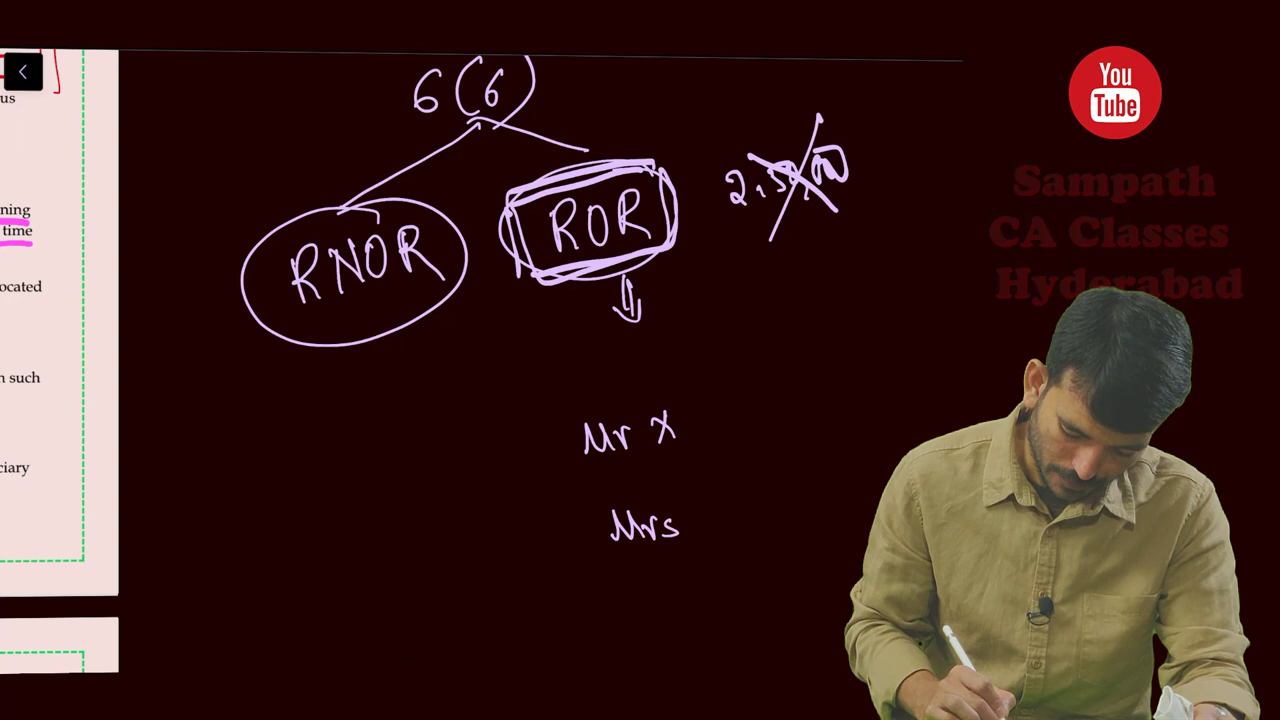 us
6 (6)
You
Tube
Sampath
CA Classes
Hyderabad
ning
time
RNOR
ROR
ocated
n such
Mr X
ciary
Mrs